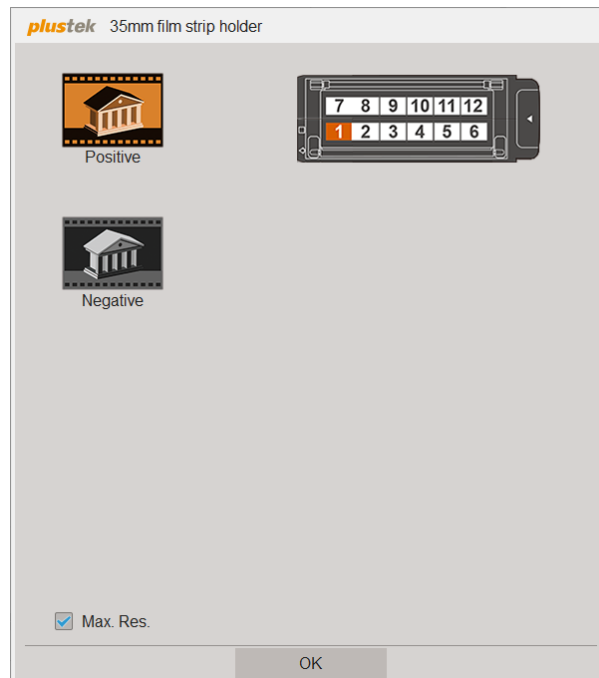 plustek 35mm film strip holder
Positive
7 8 9 10 11 12
1 2 3 4 5 6
Negative
Max. Res.
OK